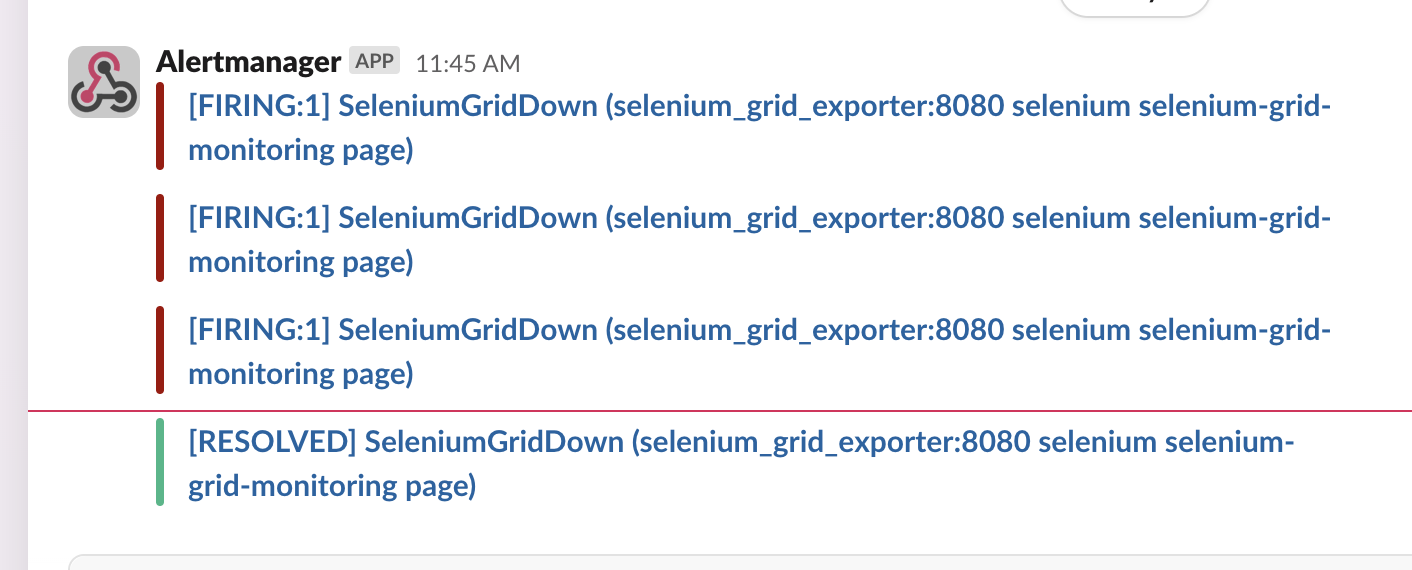 Alertmanager APP 11:45 AM
[FIRING:1] SeleniumGridDown (selenium_grid_exporter:8080 selenium selenium-grid-
monitoring page)
[FIRING:1] SeleniumGridDown (selenium_grid_exporter:8080 selenium selenium-grid-
monitoring page)
[FIRING:1] SeleniumGridDown (selenium_grid_exporter:8080 selenium selenium-grid-
monitoring page)
[RESOLVED] SeleniumGridDown (selenium_grid_exporter:8080 selenium selenium-
grid-monitoring page)